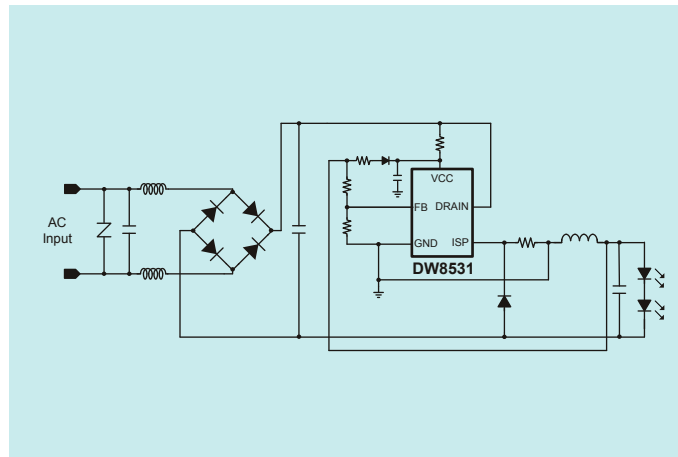 AC
Input
VCC
FB
DRAIN
GND
ISP
DW8531